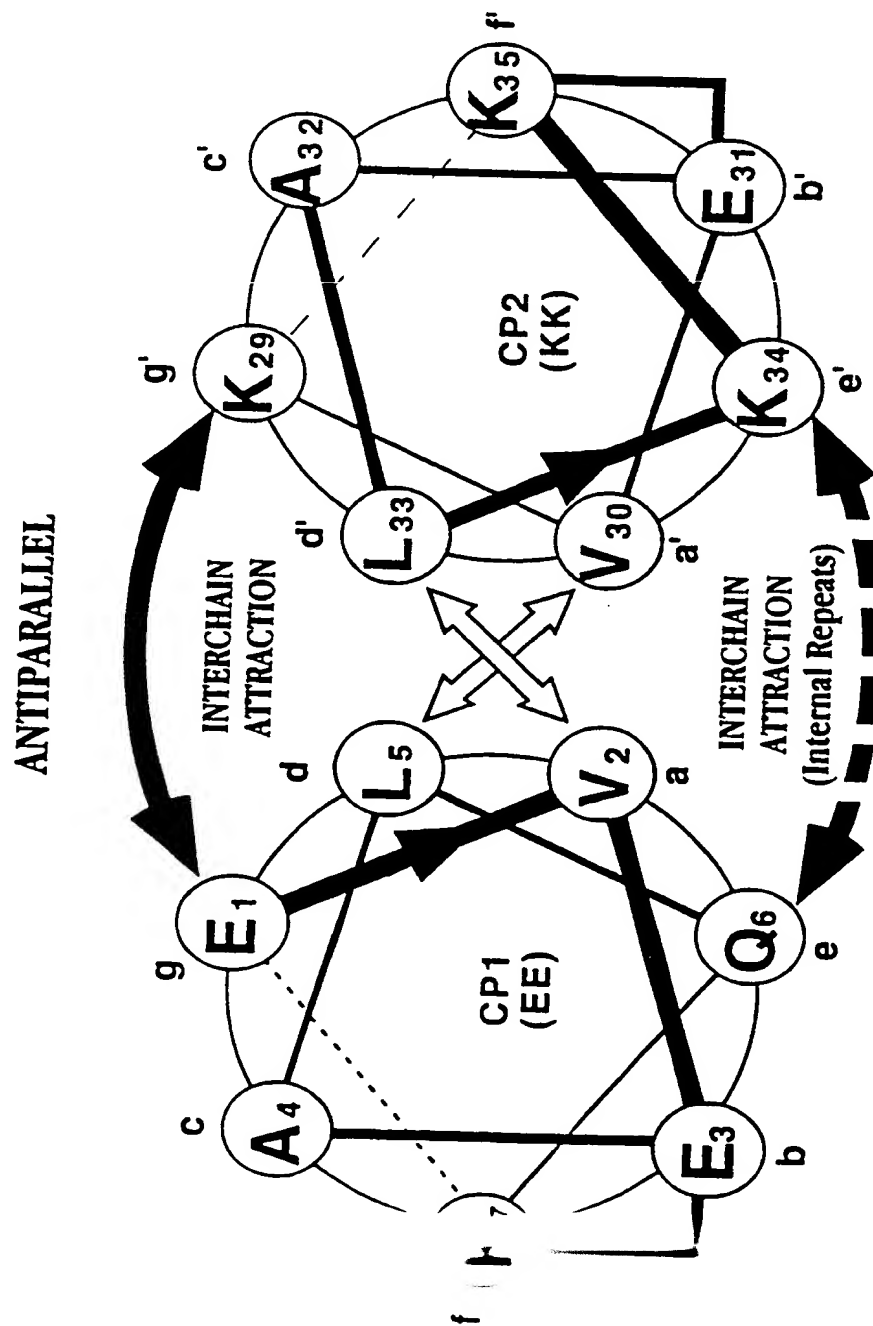 ANTIPARALLEL
INTERCHAIN
ATTRACTION
g
E1
g'
K29
c
A4
d
L5
d'
L33
c'
A32
f
7
CP1
(EE)
CP2
(KK)
K35
f'
V2
a
V30
a'
E3
b
Q6
e
K34
e'
E31
b'
INTERCHAIN
ATTRACTION
(Internal Repeats)